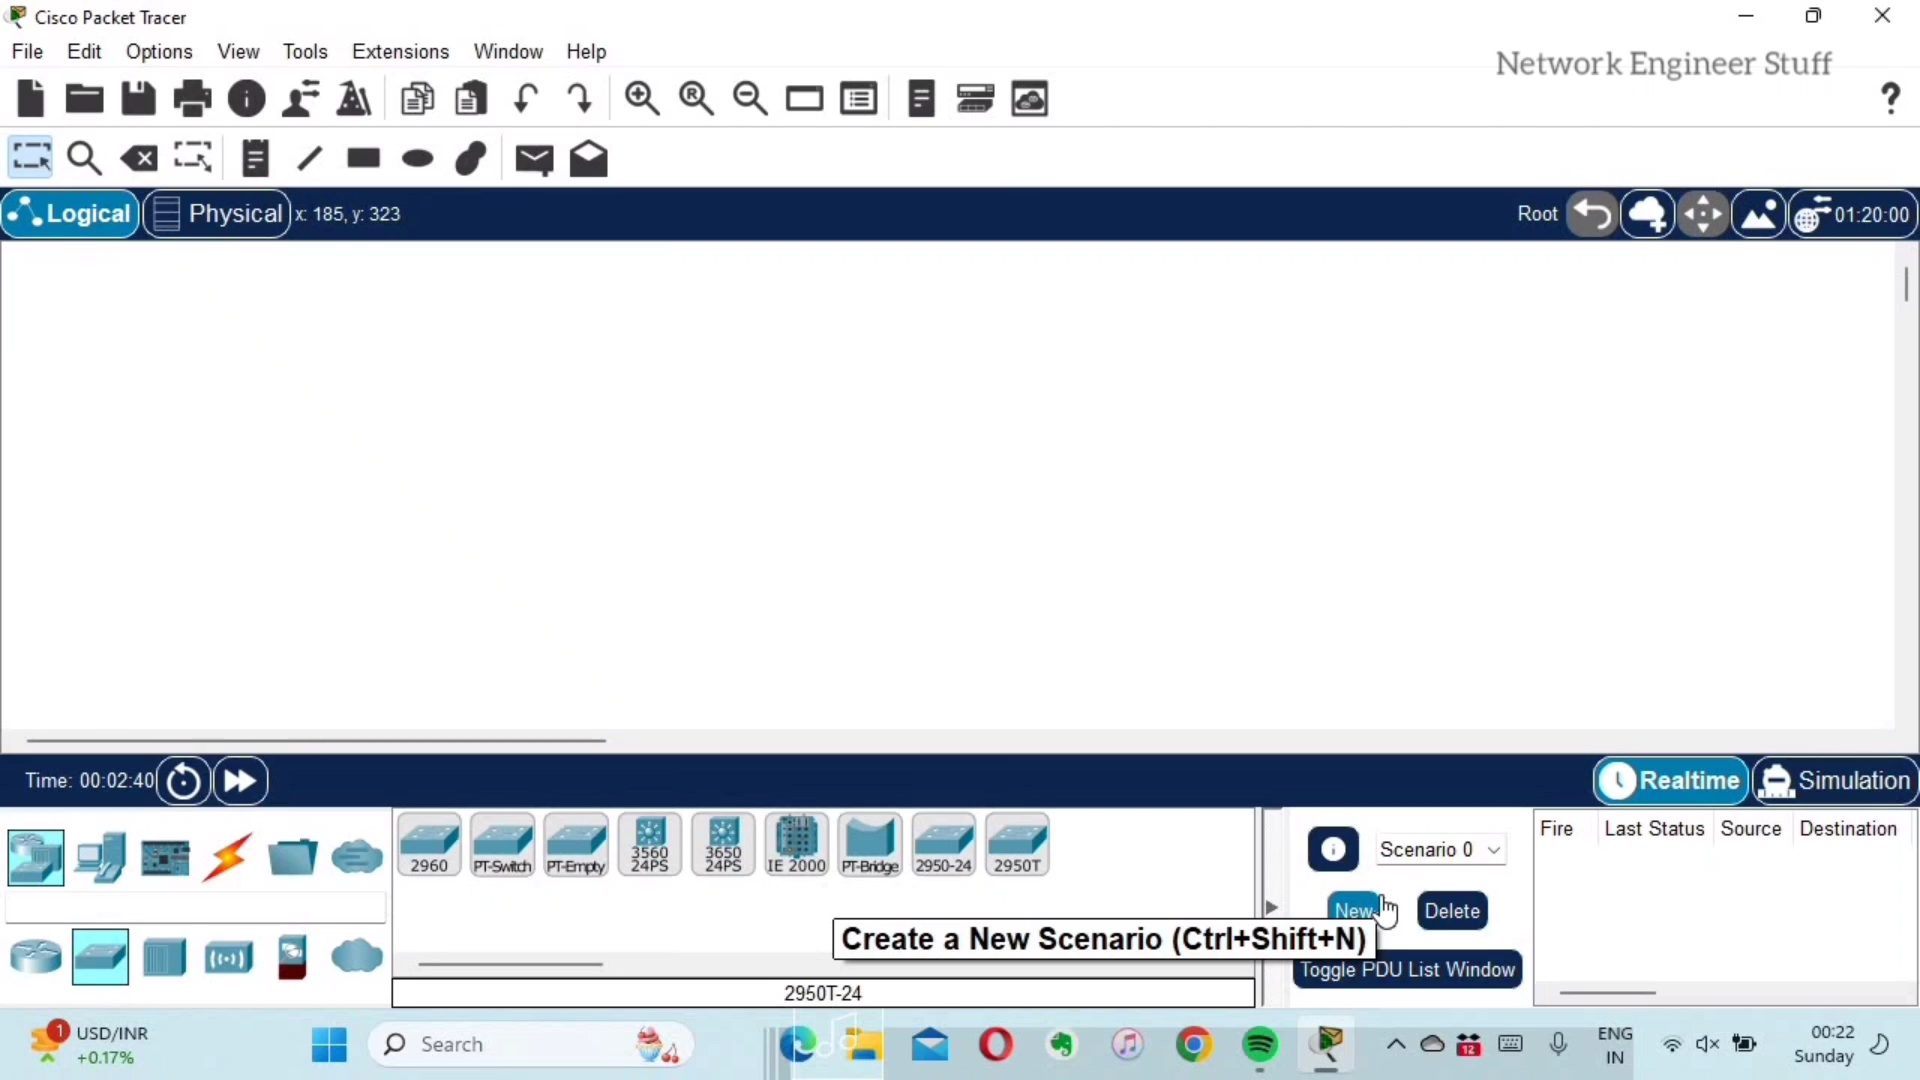 Cisco Packet Tracer
File Edit Options View Tools Extensions Window Help
Network Engineer Stuff
R
?
Logical Physical x: 185, y: 323 Root 01:20:00
Time: 00:02:40 Realtime Simulation
2960 PT-Switch PT-Empty 3560 24PS 3650 24PS IE 2000 PT-Bridge 2950-24 2950T
Scenario 0
Fire Last Status Source Destination
New Delete
Create a New Scenario (Ctrl+Shift+N)
Toggle PDU List Window
2950T-24
1 USD/INR
+0.17%
Search
12
ENG
IN
00:22
Sunday